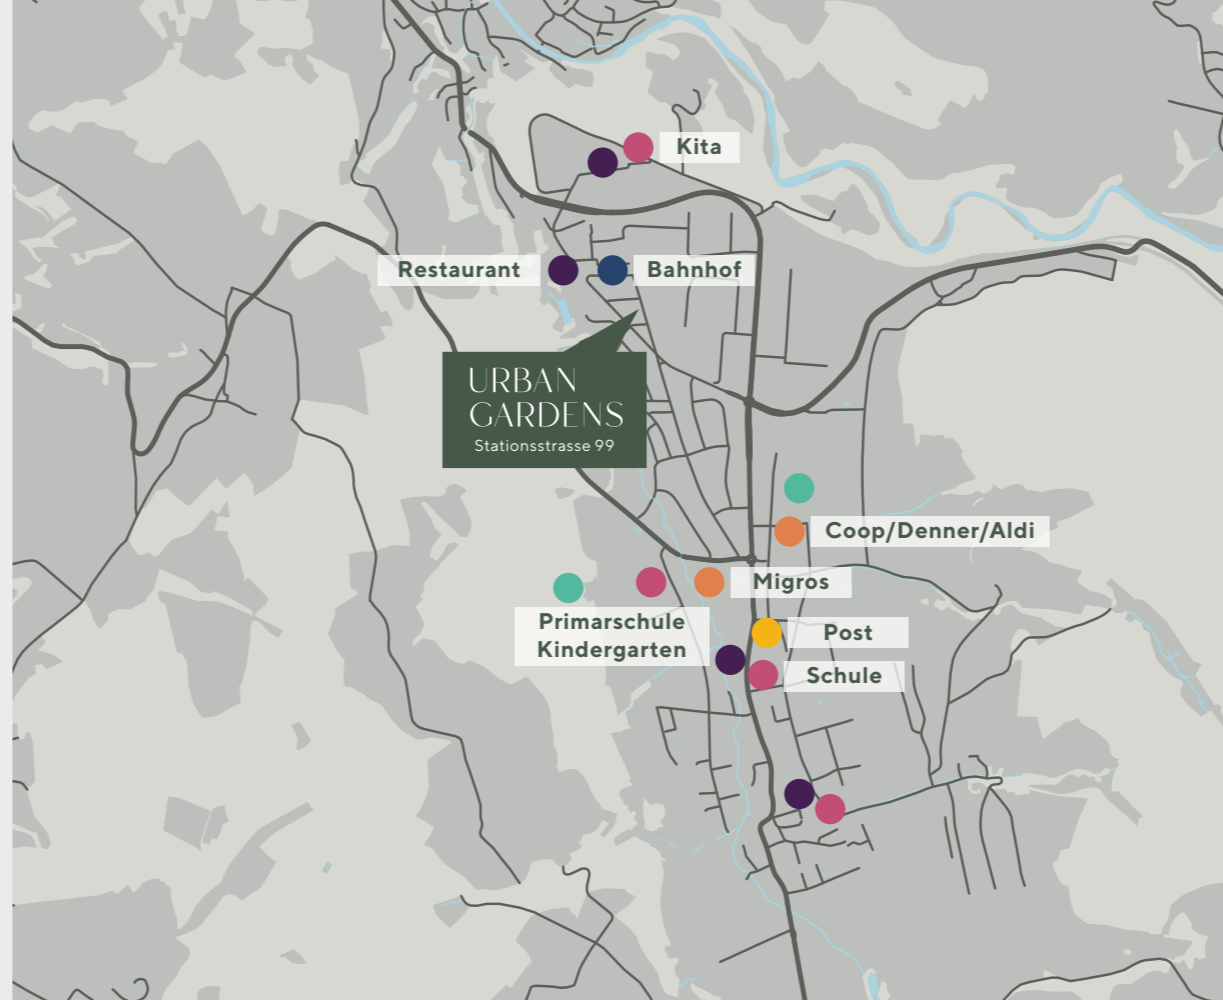 Kita
Restaurant
Bahnhof
URBAN
GARDENS
Stationsstrasse 99
Coop/Denner/Aldi
Migros
Primarschule
Kindergarten
Post
Schule